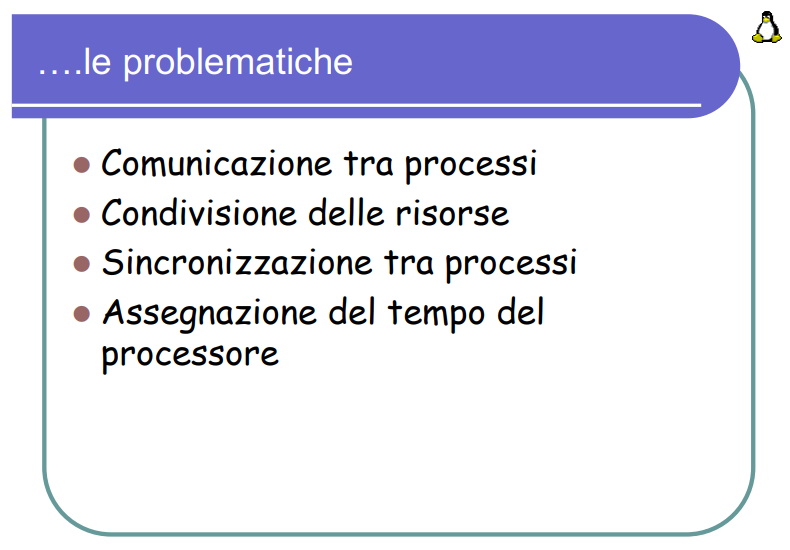 ….le problematiche
Comunicazione tra processi
Condivisione delle risorse
Sincronizzazione tra processi
Assegnazione del tempo del
processore